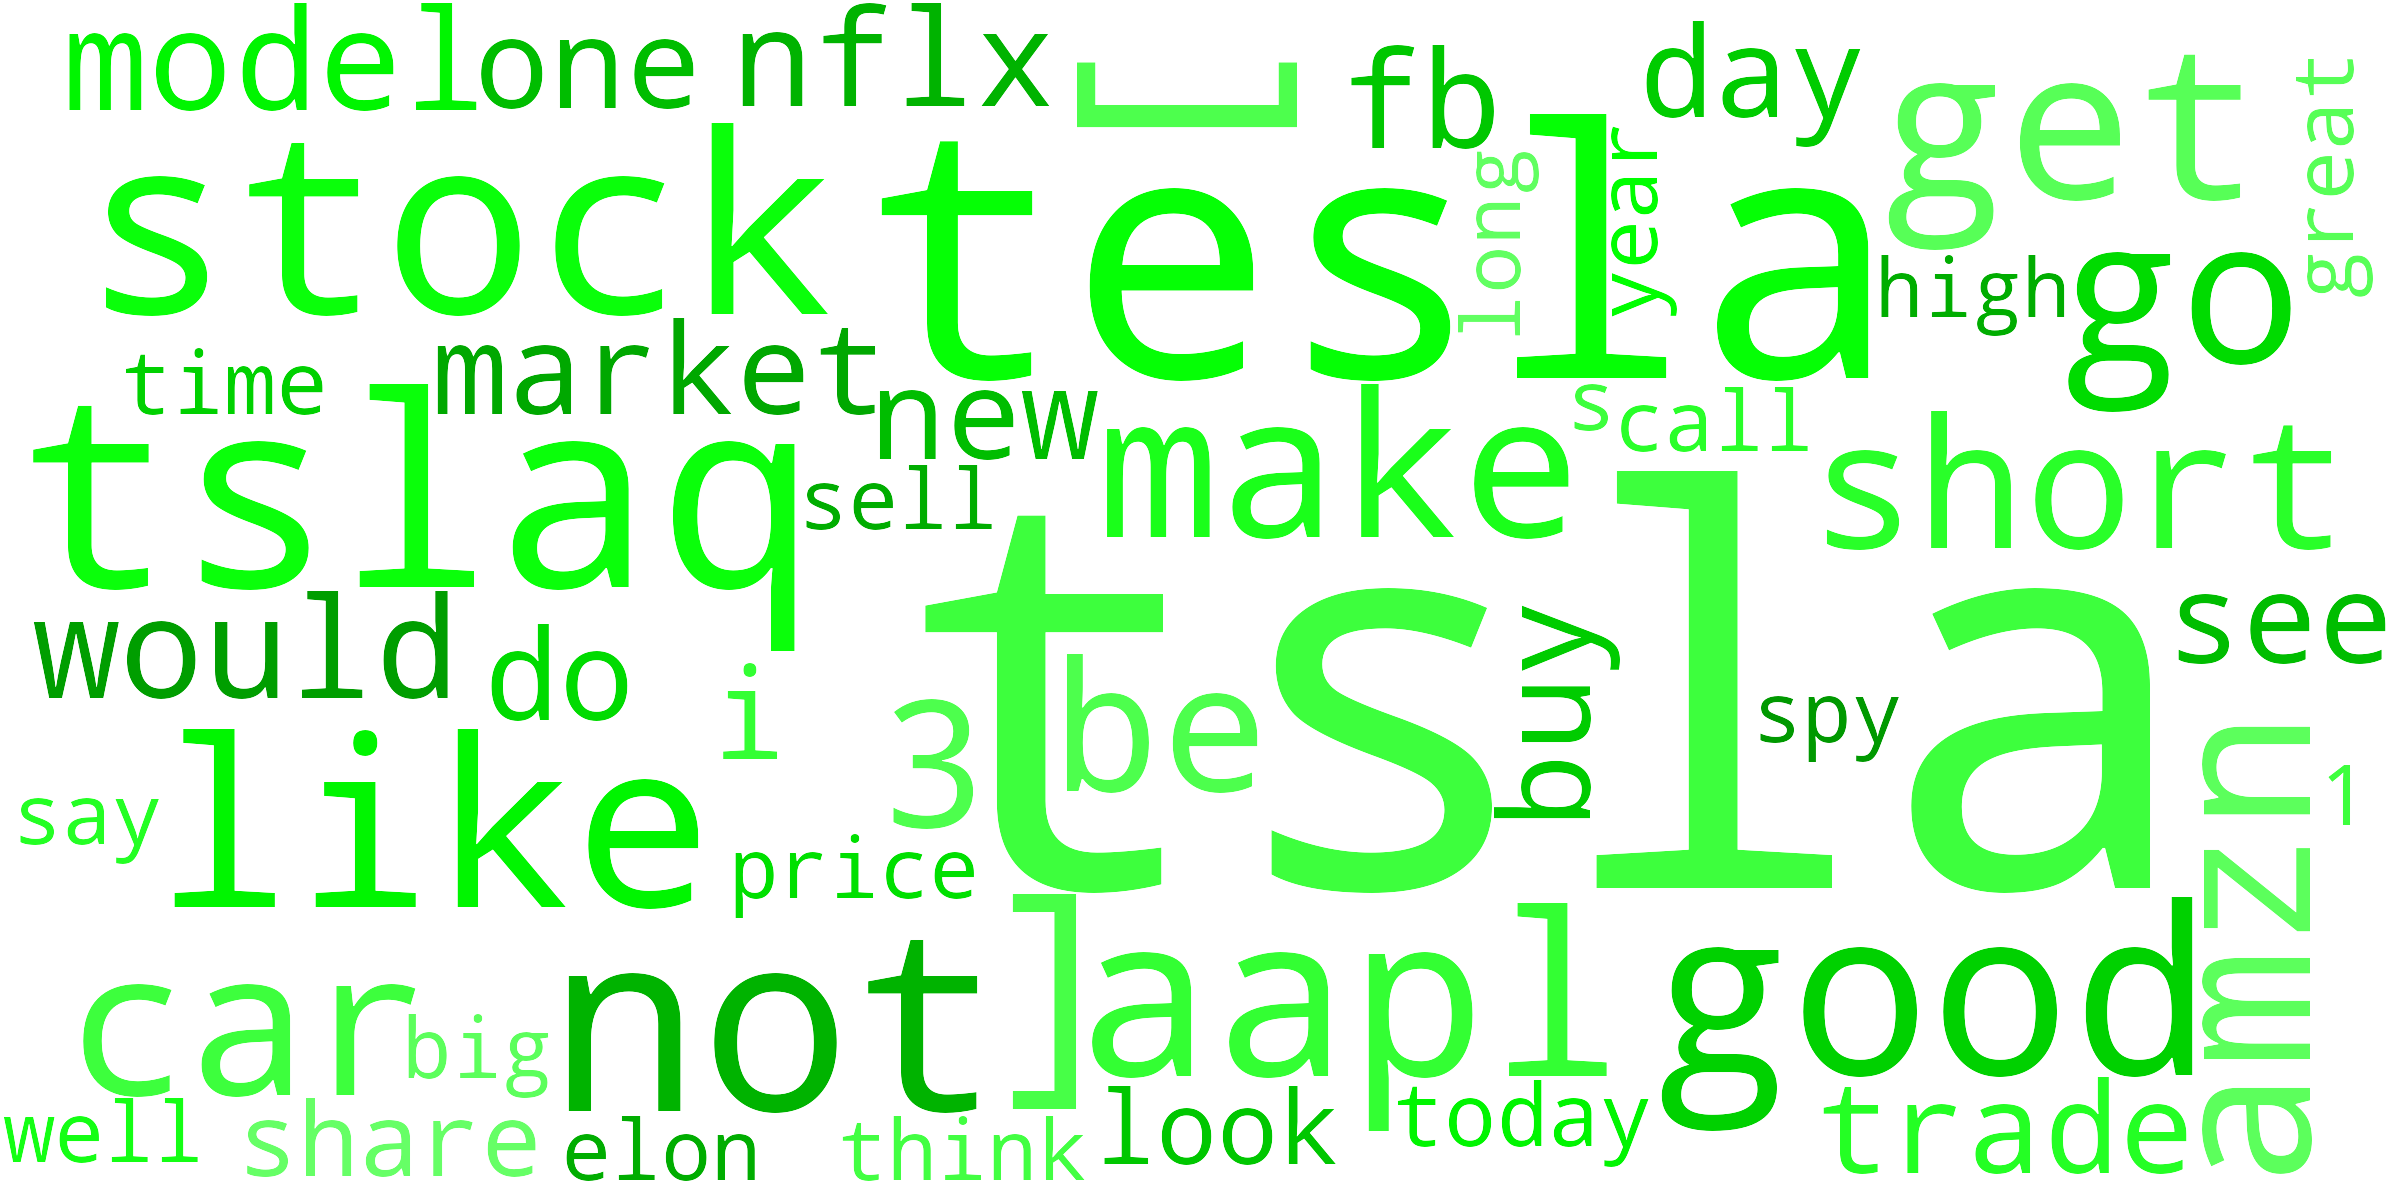 model one nflx [ fb day get great
stock tesla long year high go
time market new make s call short
tslaq sell tsla
would do i 3 be buy spy see
say like price amzn 1
car big not ] aapl good
well share elon think look today trade